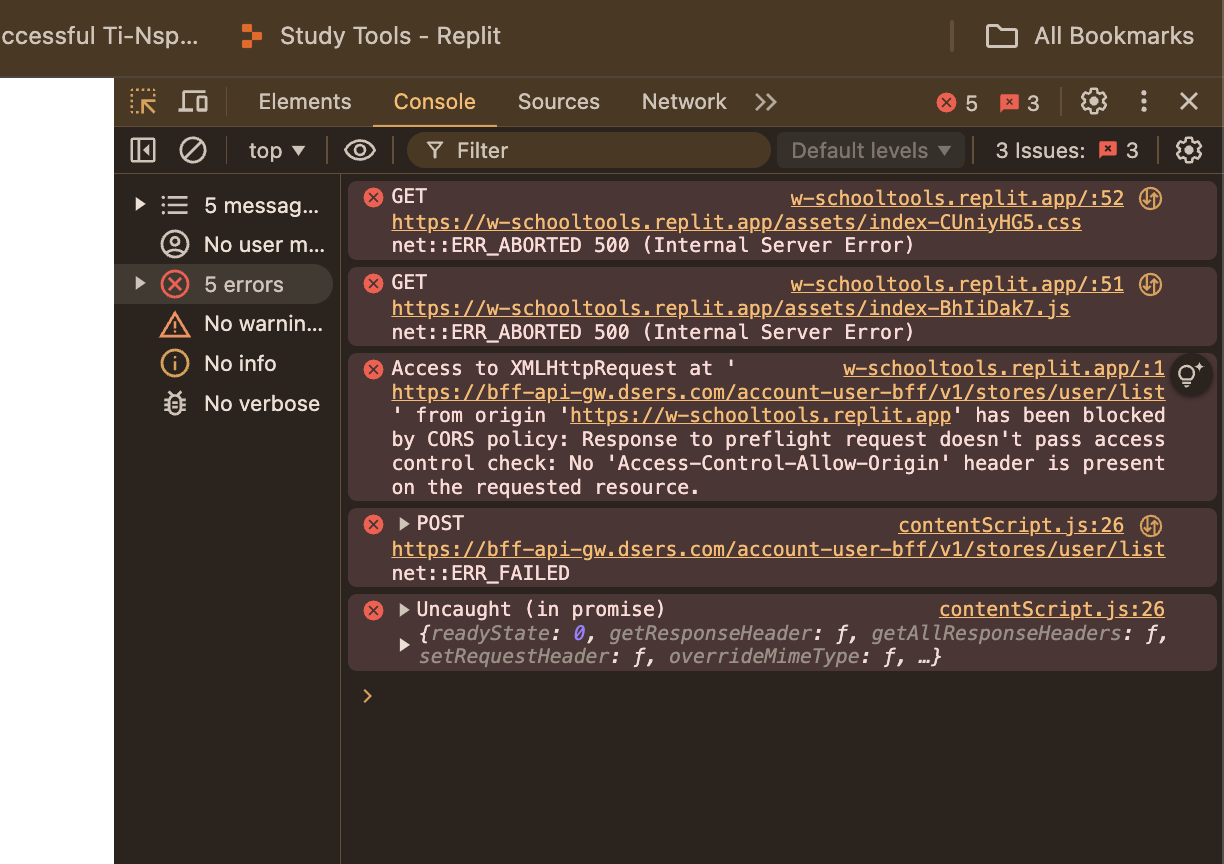 ccessful Ti-Nsp...
Study Tools - Replit
All Bookmarks
Elements
Console
Sources
Network
5
3
top
Filter
Default levels
3 Issues:
3
5 messag...
No user m...
5 errors
No warnin...
No info
No verbose
GET w-schooltools.replit.app/:52
https://w-schooltools.replit.app/assets/index-CUniyHG5.css
net::ERR_ABORTED 500 (Internal Server Error)
GET w-schooltools.replit.app/:51
https://w-schooltools.replit.app/assets/index-BhIiDak7.js
net::ERR_ABORTED 500 (Internal Server Error)
Access to XMLHttpRequest at ' w-schooltools.replit.app/:1
https://bff-api-gw.dsers.com/account-user-bff/v1/stores/user/list
' from origin 'https://w-schooltools.replit.app' has been blocked
by CORS policy: Response to preflight request doesn't pass access
control check: No 'Access-Control-Allow-Origin' header is present
on the requested resource.
POST contentScript.js:26
https://bff-api-gw.dsers.com/account-user-bff/v1/stores/user/list
net::ERR_FAILED
Uncaught (in promise) contentScript.js:26
{readyState: 0, getResponseHeader: ƒ, getAllResponseHeaders: ƒ,
setRequestHeader: ƒ, overrideMimeType: ƒ, …}